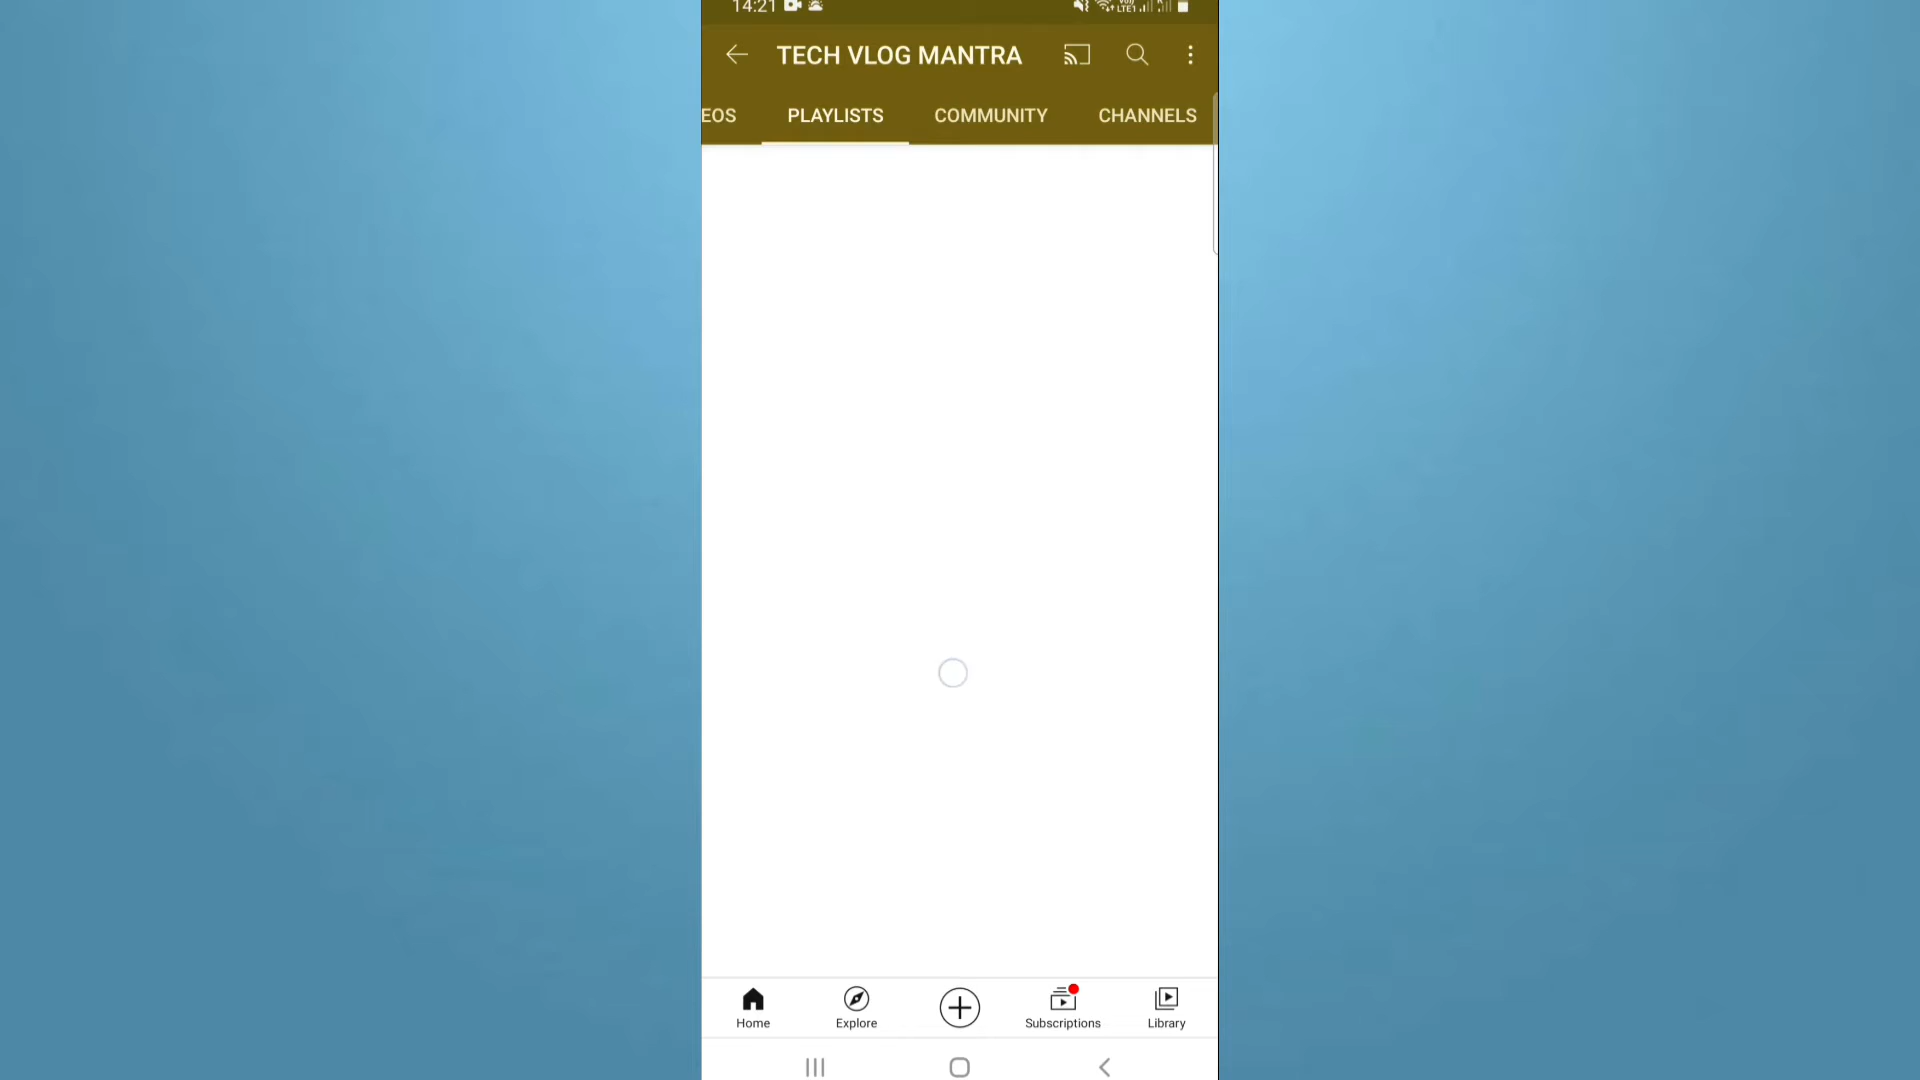 14:21
TECH VLOG MANTRA
EOS PLAYLISTS COMMUNITY CHANNELS
Home Explore Subscriptions Library